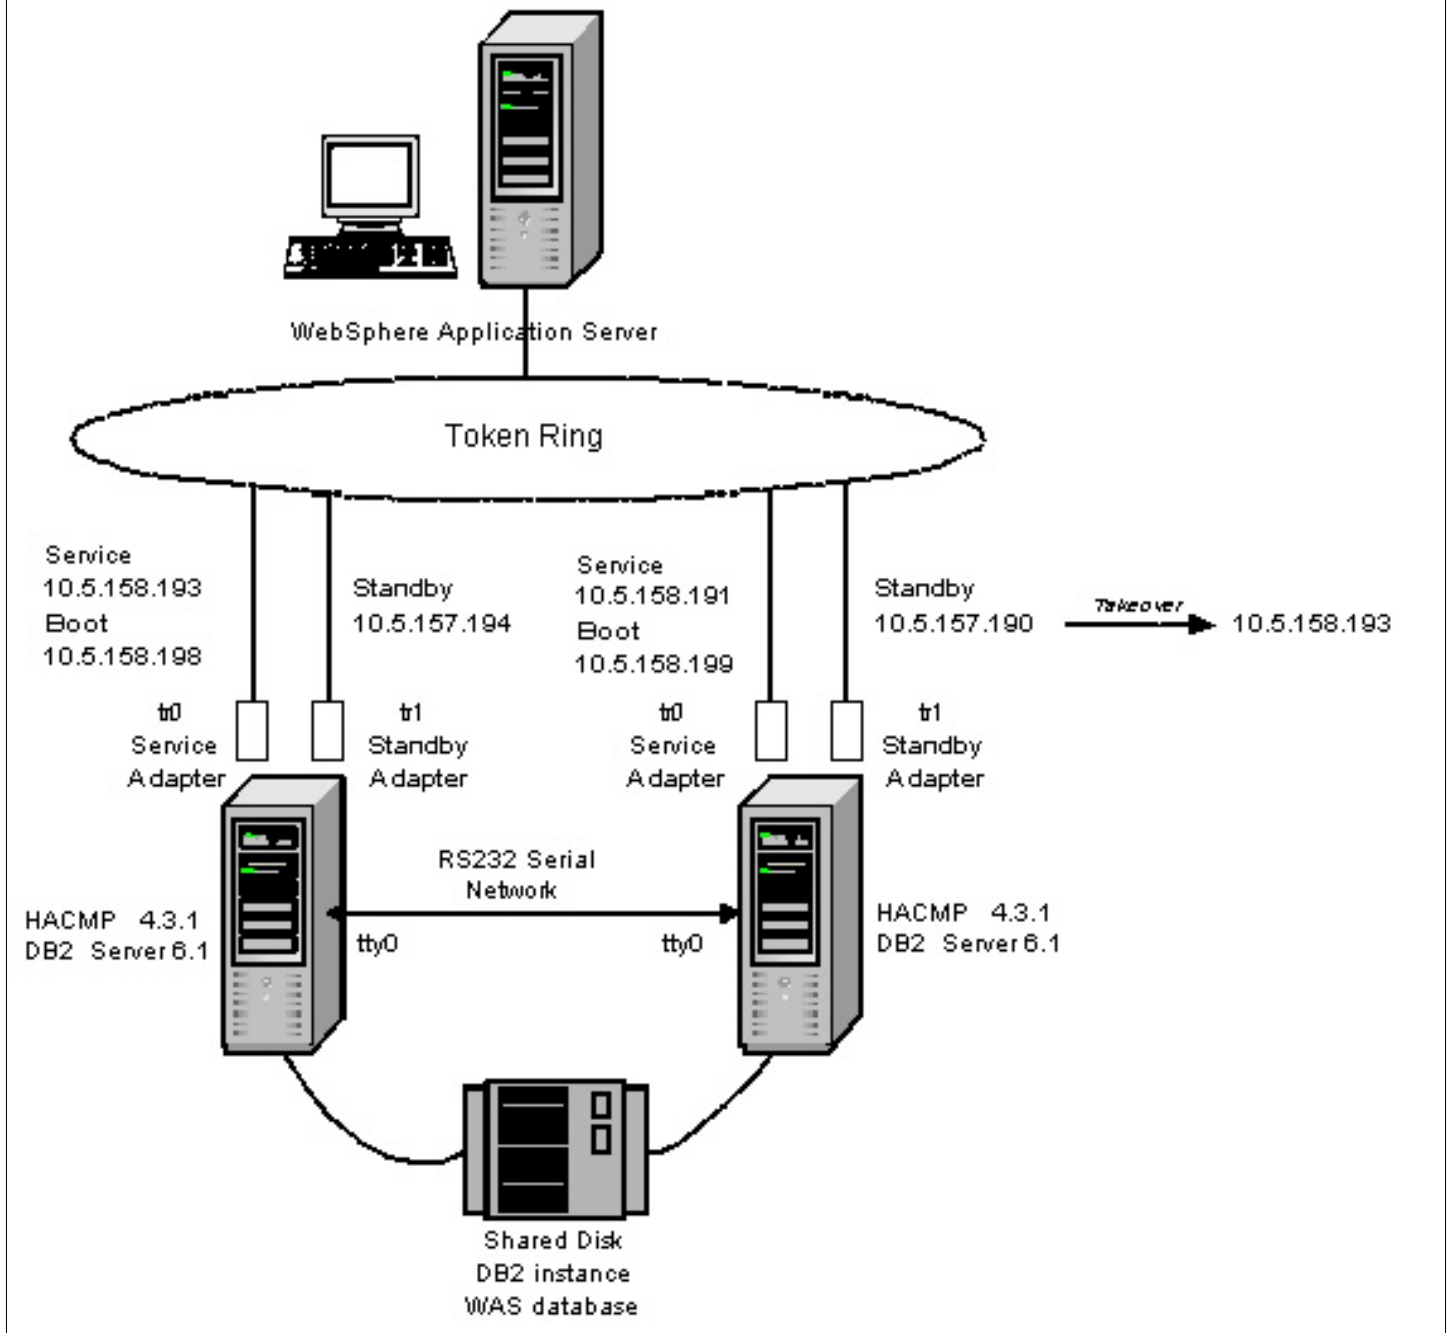 WebSphere Application Server
Token Ring
Service
10.5.158.193
Boot
10.5.158.198
Standby
10.5.157.194
Service
10.5.158.191
Boot
10.5.158.199
Standby
10.5.157.190
Takeover
10.5.158.193
tr0
Service
Adapter
tr1
Standby
Adapter
tr0
Service
Adapter
tr1
Standby
Adapter
RS232 Serial
Network
HACMP 4.3.1
DB2 Server 6.1
tty0
tty0
HACMP 4.3.1
DB2 Server 6.1
Shared Disk
DB2 instance
WAS database